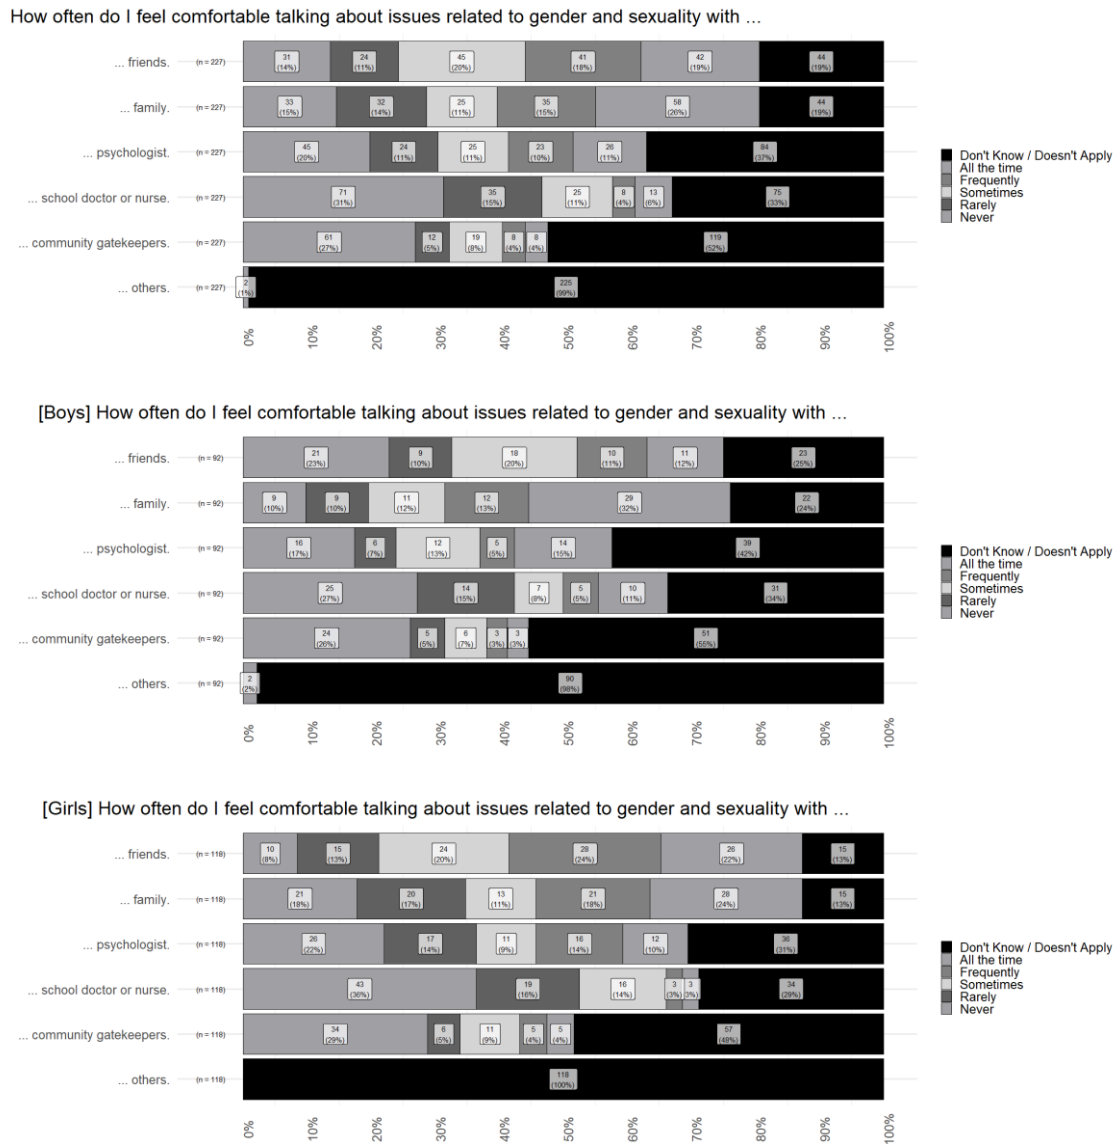 How often do I feel comfortable talking about issues related to gender and sexuality with ...
... friends. (n = 227) 31 (14%) 24 (11%) 45 (20%) 41 (18%) 42 (19%) 44 (19%)
... family. (n = 227) 33 (15%) 32 (14%) 25 (11%) 35 (15%) 58 (26%) 44 (19%)
... psychologist. (n = 227) 45 (20%) 24 (11%) 25 (11%) 23 (10%) 26 (11%) 84 (37%)
... school doctor or nurse. (n = 227) 71 (31%) 35 (15%) 25 (11%) 8 (4%) 13 (6%) 75 (33%)
... community gatekeepers. (n = 227) 61 (27%) 12 (5%) 19 (8%) 8 (4%) 8 (4%) 119 (52%)
... others. (n = 227) 2 (1%) 225 (99%)
0% 10% 20% 30% 40% 50% 60% 70% 80% 90% 100%
Don't Know / Doesn't Apply
All the time
Frequently
Sometimes
Rarely
Never
[Boys] How often do I feel comfortable talking about issues related to gender and sexuality with ...
... friends. (n = 92) 21 (23%) 9 (10%) 18 (20%) 10 (11%) 11 (12%) 23 (25%)
... family. (n = 92) 9 (10%) 9 (10%) 11 (12%) 12 (13%) 29 (32%) 22 (24%)
... psychologist. (n = 92) 16 (17%) 6 (7%) 12 (13%) 5 (5%) 14 (15%) 39 (42%)
... school doctor or nurse. (n = 92) 25 (27%) 14 (15%) 7 (8%) 5 (5%) 10 (11%) 31 (34%)
... community gatekeepers. (n = 92) 24 (26%) 5 (5%) 6 (7%) 3 (3%) 3 (3%) 51 (55%)
... others. (n = 92) 2 (2%) 90 (98%)
0% 10% 20% 30% 40% 50% 60% 70% 80% 90% 100%
Don't Know / Doesn't Apply
All the time
Frequently
Sometimes
Rarely
Never
[Girls] How often do I feel comfortable talking about issues related to gender and sexuality with ...
... friends. (n = 118) 10 (8%) 15 (13%) 24 (20%) 28 (24%) 26 (22%) 15 (13%)
... family. (n = 118) 21 (18%) 20 (17%) 13 (11%) 21 (18%) 28 (24%) 15 (13%)
... psychologist. (n = 118) 26 (22%) 17 (14%) 11 (9%) 16 (14%) 12 (10%) 36 (31%)
... school doctor or nurse. (n = 118) 43 (36%) 19 (16%) 16 (14%) 3 (3%) 3 (3%) 34 (29%)
... community gatekeepers. (n = 118) 34 (29%) 6 (5%) 11 (9%) 5 (4%) 5 (4%) 57 (48%)
... others. (n = 118) 118 (100%)
0% 10% 20% 30% 40% 50% 60% 70% 80% 90% 100%
Don't Know / Doesn't Apply
All the time
Frequently
Sometimes
Rarely
Never